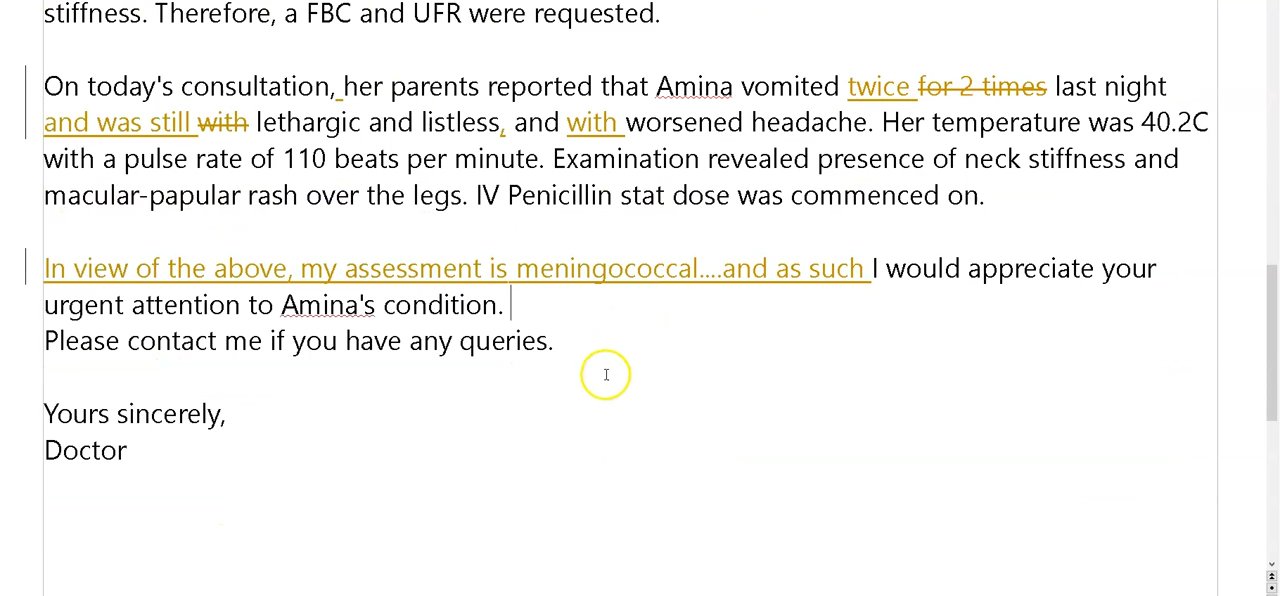 stiffness. Therefore, a FBC and UFR were requested.
On today's consultation, her parents reported that Amina vomited twice for 2 times last night
and was still with lethargic and listless, and with worsened headache. Her temperature was 40.2C
with a pulse rate of 110 beats per minute. Examination revealed presence of neck stiffness and
macular-papular rash over the legs. IV Penicillin stat dose was commenced on.
In view of the above, my assessment is meningococcal....and as such I would appreciate your
urgent attention to Amina's condition.
Please contact me if you have any queries.
Yours sincerely,
Doctor